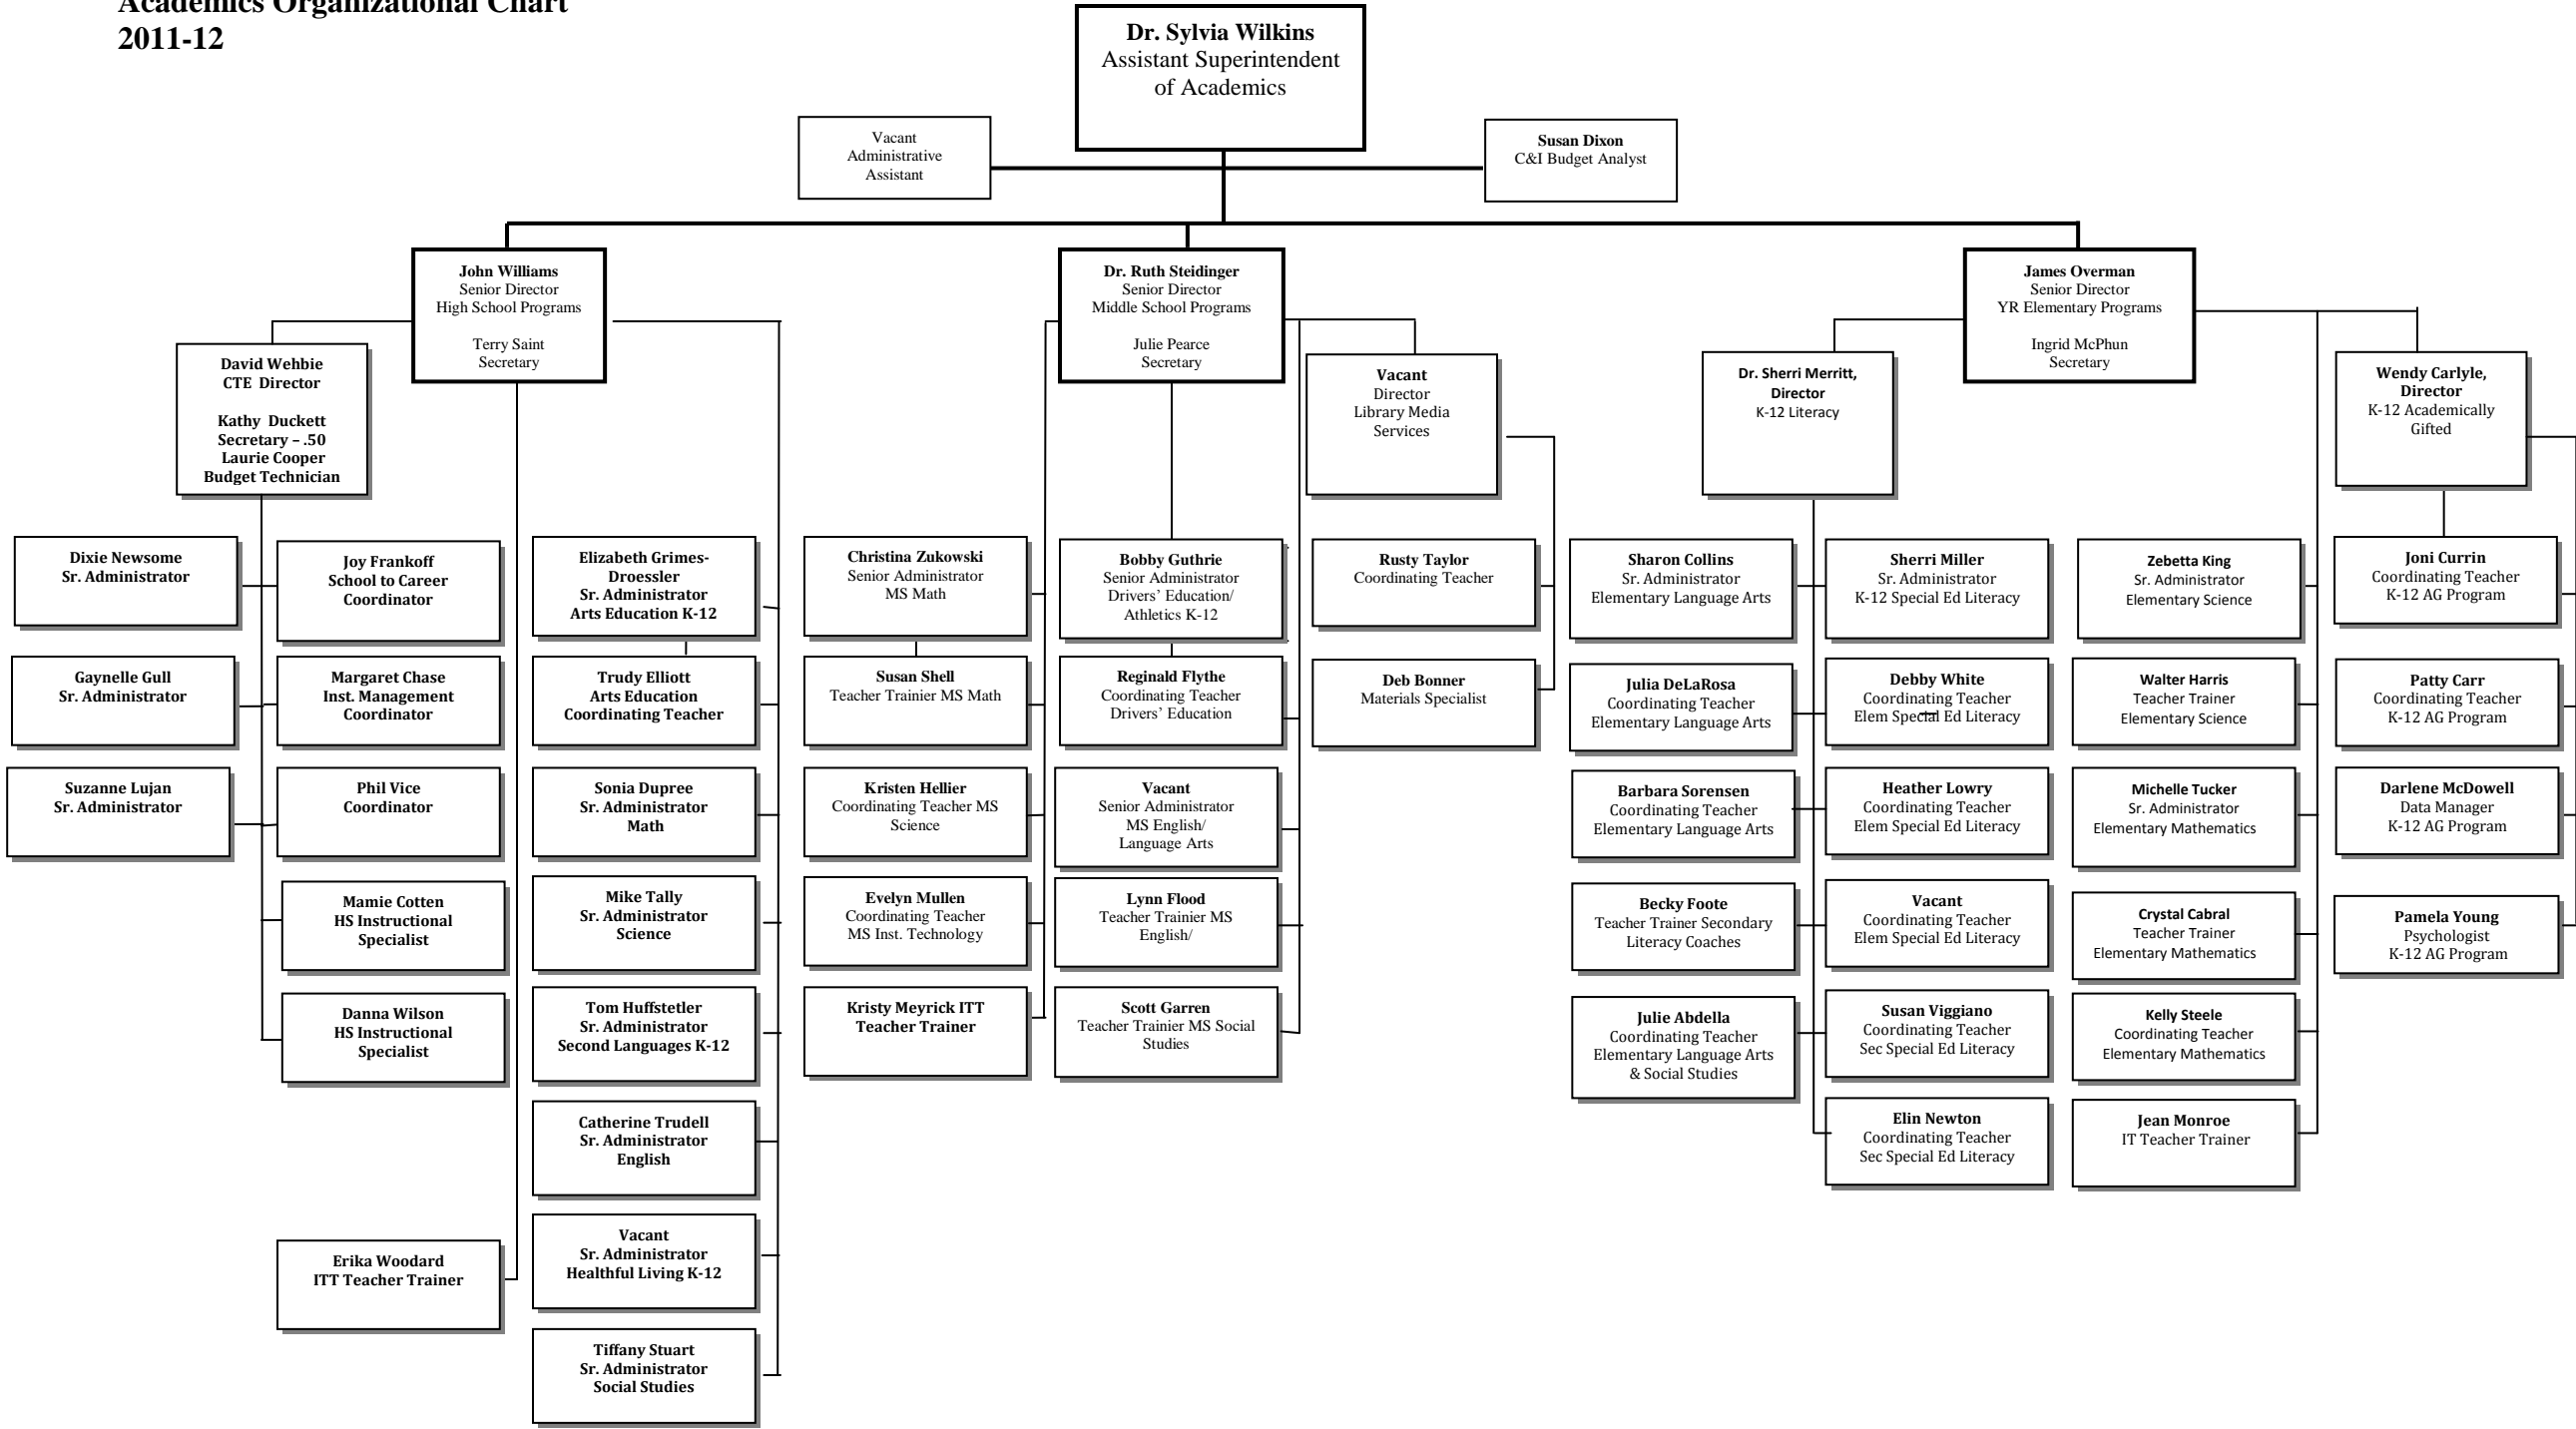 Academics Organizational Chart
2011-12
Dr. Sylvia Wilkins
Assistant Superintendent
of Academics
Vacant
Administrative
Assistant
Susan Dixon
C&I Budget Analyst
John Williams
Senior Director
High School Programs
Terry Saint
Secretary
Dr. Ruth Steidinger
Senior Director
Middle School Programs
Julie Pearce
Secretary
James Overman
Senior Director
YR Elementary Programs
Ingrid McPhun
Secretary
David Wehbie
CTE Director
Kathy Duckett
Secretary – .50
Laurie Cooper
Budget Technician
Vacant
Director
Library Media
Services
Dr. Sherri Merritt,
Director
K-12 Literacy
Wendy Carlyle,
Director
K-12 Academically
Gifted
Dixie Newsome
Sr. Administrator
Gaynelle Gull
Sr. Administrator
Suzanne Lujan
Sr. Administrator
Joy Frankoff
School to Career
Coordinator
Margaret Chase
Inst. Management
Coordinator
Phil Vice
Coordinator
Mamie Cotten
HS Instructional
Specialist
Danna Wilson
HS Instructional
Specialist
Erika Woodard
ITT Teacher Trainer
Elizabeth Grimes-
Droessler
Sr. Administrator
Arts Education K-12
Trudy Elliott
Arts Education
Coordinating Teacher
Sonia Dupree
Sr. Administrator
Math
Mike Tally
Sr. Administrator
Science
Tom Huffstetler
Sr. Administrator
Second Languages K-12
Catherine Trudell
Sr. Administrator
English
Vacant
Sr. Administrator
Healthful Living K-12
Tiffany Stuart
Sr. Administrator
Social Studies
Christina Zukowski
Senior Administrator
MS Math
Susan Shell
Teacher Trainier MS Math
Kristen Hellier
Coordinating Teacher MS
Science
Evelyn Mullen
Coordinating Teacher
MS Inst. Technology
Kristy Meyrick ITT
Teacher Trainer
Bobby Guthrie
Senior Administrator
Drivers’ Education/
Athletics K-12
Reginald Flythe
Coordinating Teacher
Drivers’ Education
Vacant
Senior Administrator
MS English/
Language Arts
Lynn Flood
Teacher Trainier MS
English/
Scott Garren
Teacher Trainier MS Social
Studies
Rusty Taylor
Coordinating Teacher
Deb Bonner
Materials Specialist
Sharon Collins
Sr. Administrator
Elementary Language Arts
Julia DeLaRosa
Coordinating Teacher
Elementary Language Arts
Barbara Sorensen
Coordinating Teacher
Elementary Language Arts
Becky Foote
Teacher Trainer Secondary
Literacy Coaches
Julie Abdella
Coordinating Teacher
Elementary Language Arts
& Social Studies
Sherri Miller
Sr. Administrator
K-12 Special Ed Literacy
Debby White
Coordinating Teacher
Elem Special Ed Literacy
Heather Lowry
Coordinating Teacher
Elem Special Ed Literacy
Vacant
Coordinating Teacher
Elem Special Ed Literacy
Susan Viggiano
Coordinating Teacher
Sec Special Ed Literacy
Elin Newton
Coordinating Teacher
Sec Special Ed Literacy
Zebetta King
Sr. Administrator
Elementary Science
Walter Harris
Teacher Trainer
Elementary Science
Michelle Tucker
Sr. Administrator
Elementary Mathematics
Crystal Cabral
Teacher Trainer
Elementary Mathematics
Kelly Steele
Coordinating Teacher
Elementary Mathematics
Jean Monroe
IT Teacher Trainer
Joni Currin
Coordinating Teacher
K-12 AG Program
Patty Carr
Coordinating Teacher
K-12 AG Program
Darlene McDowell
Data Manager
K-12 AG Program
Pamela Young
Psychologist
K-12 AG Program